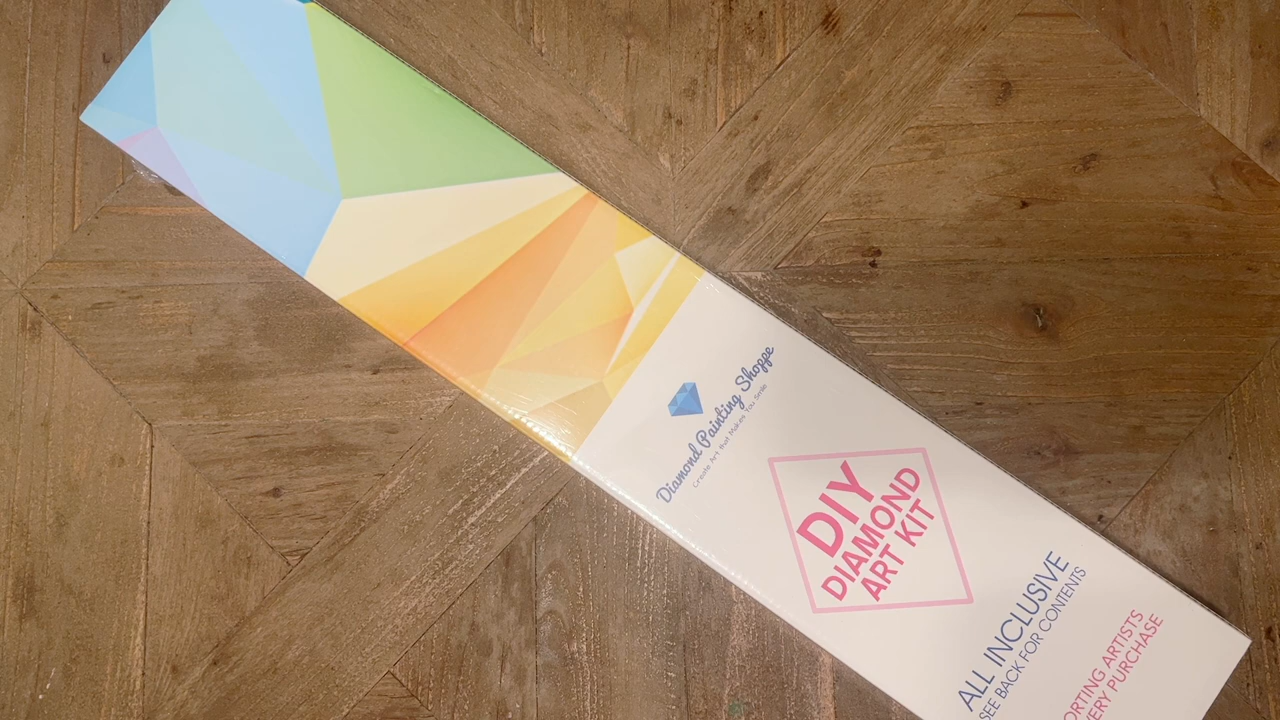 Diamond Painting Shoppe
Create Art that Makes You Smile
DIY
DIAMOND
ART KIT
ALL INCLUSIVE
SEE BACK FOR CONTENTS
ORTING ARTISTS
VERY PURCHASE